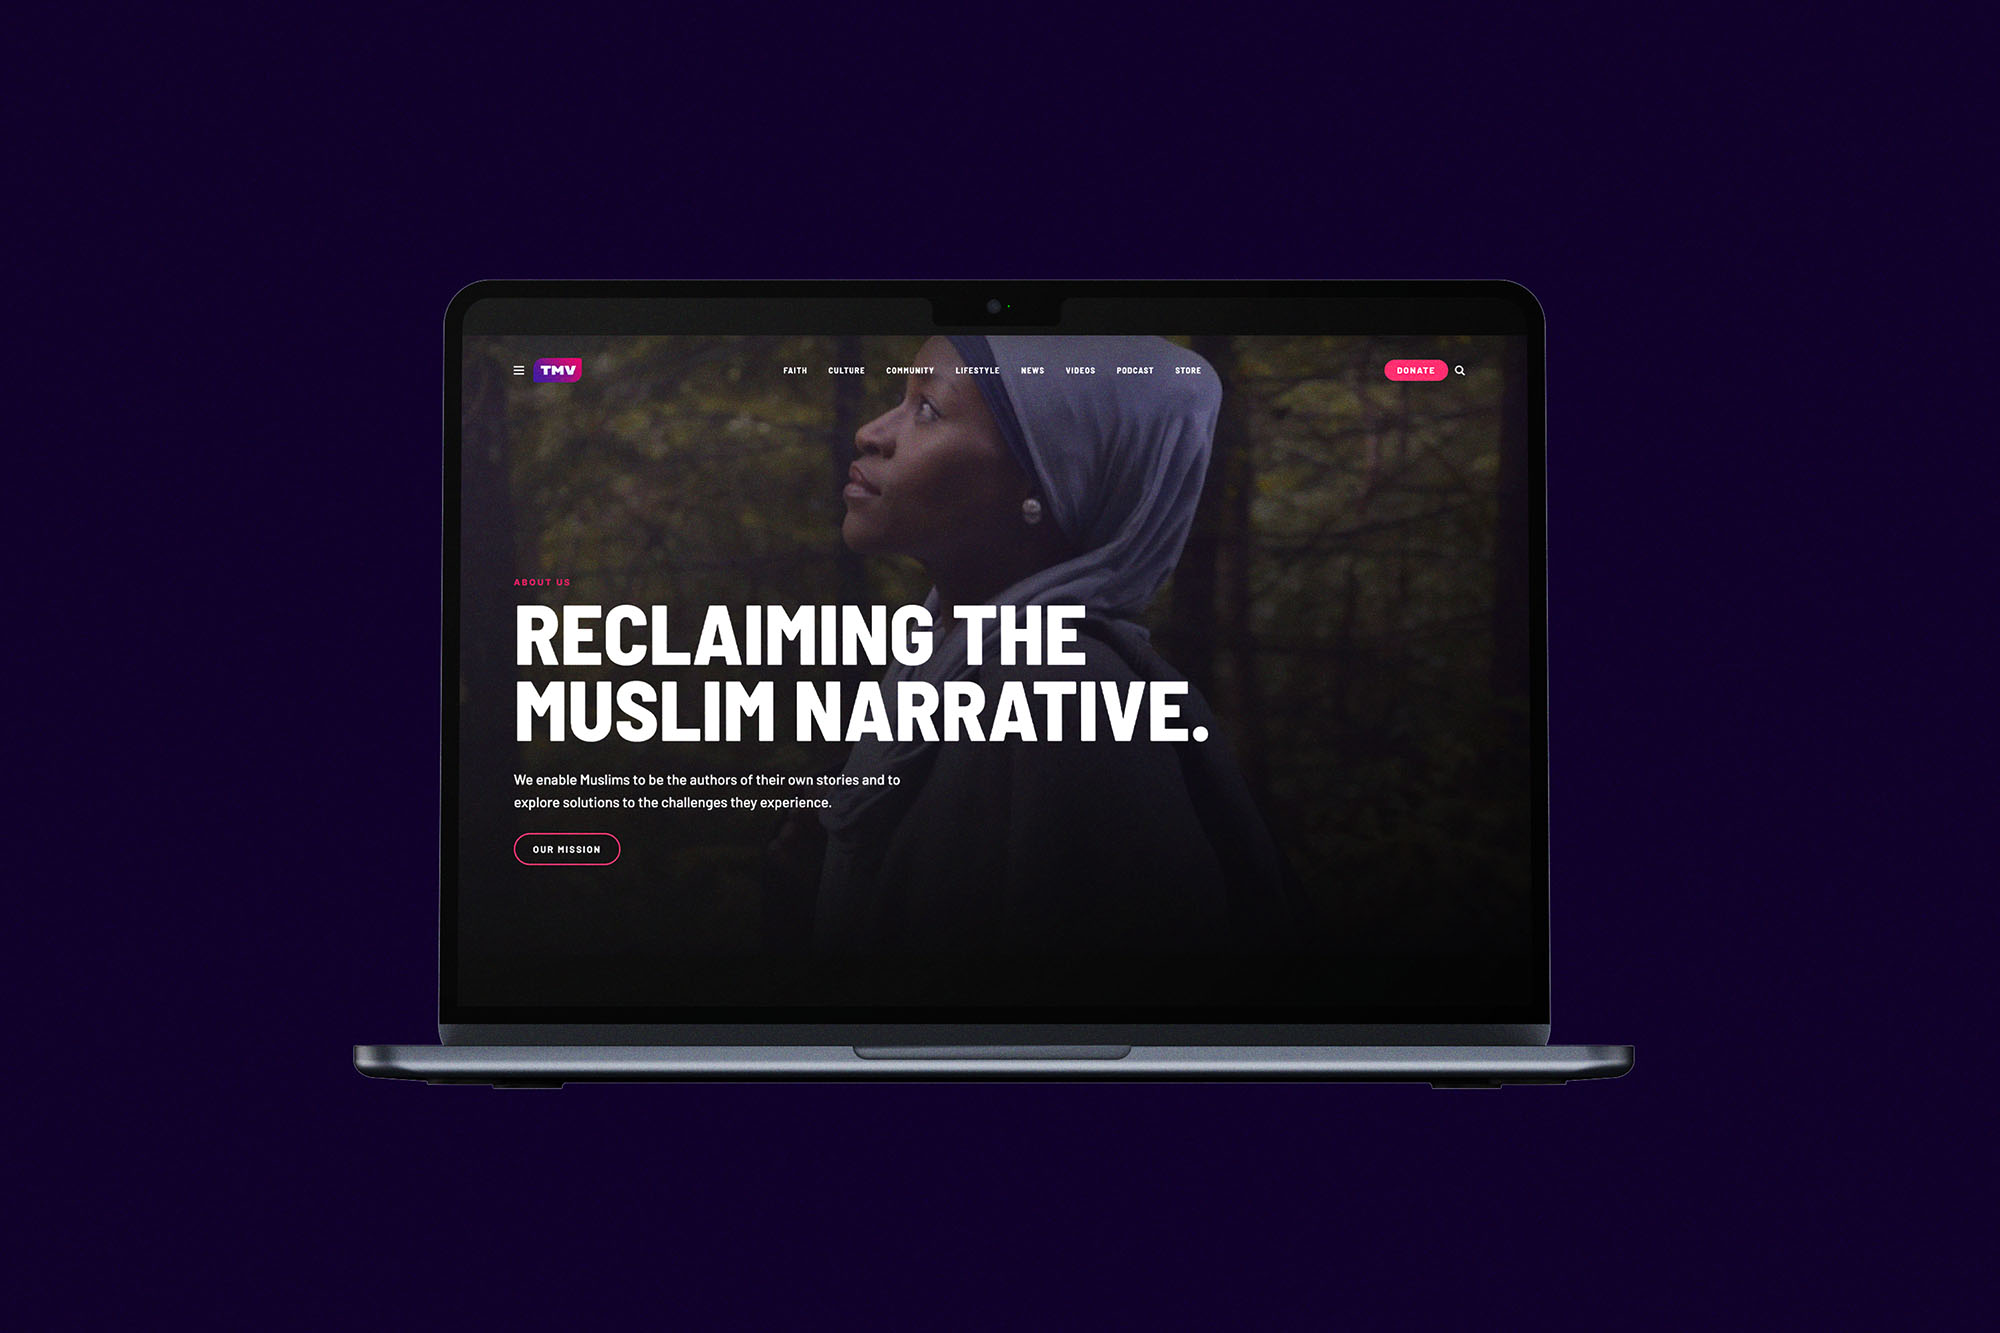 TMV
FAITH CULTURE COMMUNITY LIFESTYLE NEWS VIDEOS PODCAST STORE
DONATE
ABOUT US
RECLAIMING THE
MUSLIM NARRATIVE.
We enable Muslims to be the authors of their own stories and to
explore solutions to the challenges they experience.
OUR MISSION